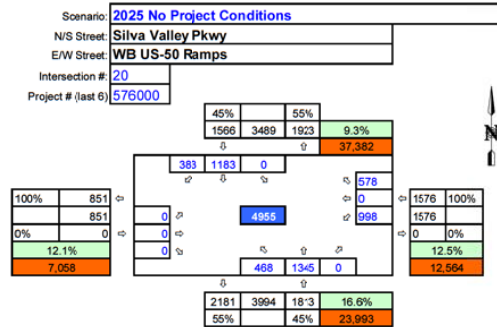 Scenario: 2025 No Project Conditions
N/S Street: Silva Valley Pkwy
E/W Street: WB US-50 Ramps
Intersection #: 20
Project # (last 6) 576000
45% 55%
1566 3489 1923 9.3%
37,382
N
383 1183 0
578
100% 851 0 1576 100%
851 0 4955 998 1576
0% 0 0 0 0%
12.1% 0 12.5%
7,058 468 1345 0 12,564
2181 3994 1813 16.6%
55% 45% 23,993